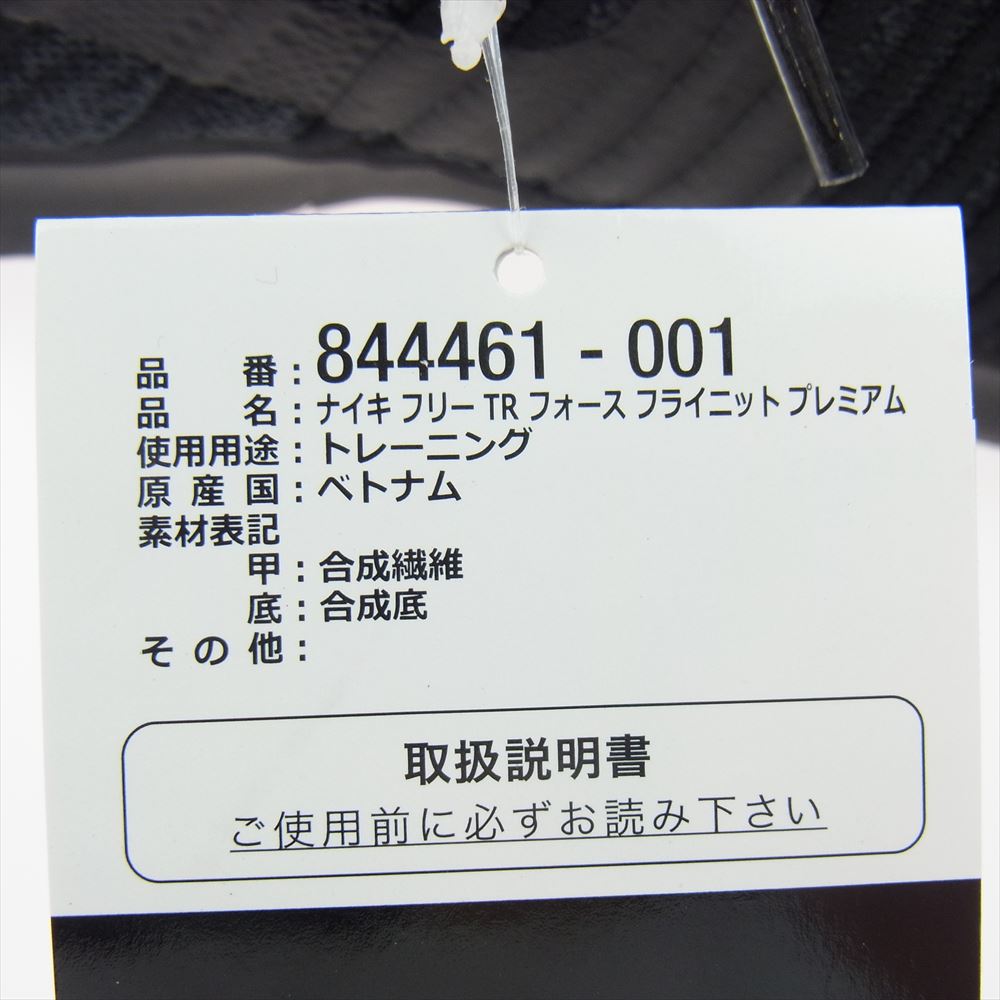 品番：844461 - 001
品名：ナイキ フリー TR フォース フライニット プレミアム
使用用途：トレーニング
原産国：ベトナム
素材表記
甲：合成繊維
底：合成底
その他：
取扱説明書
ご使用前に必ずお読み下さい